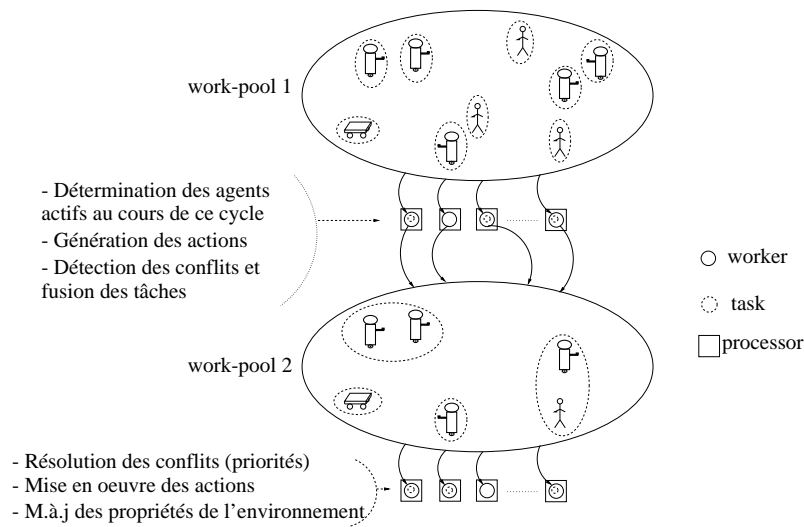 work-pool 1
- Détermination des agents
actifs au cours de ce cycle
- Génération des actions
- Détection des conflits et
fusion des tâches
worker
task
processor
work-pool 2
- Résolution des conflits (priorités)
- Mise en oeuvre des actions
- M.à.j des propriétés de l'environnement